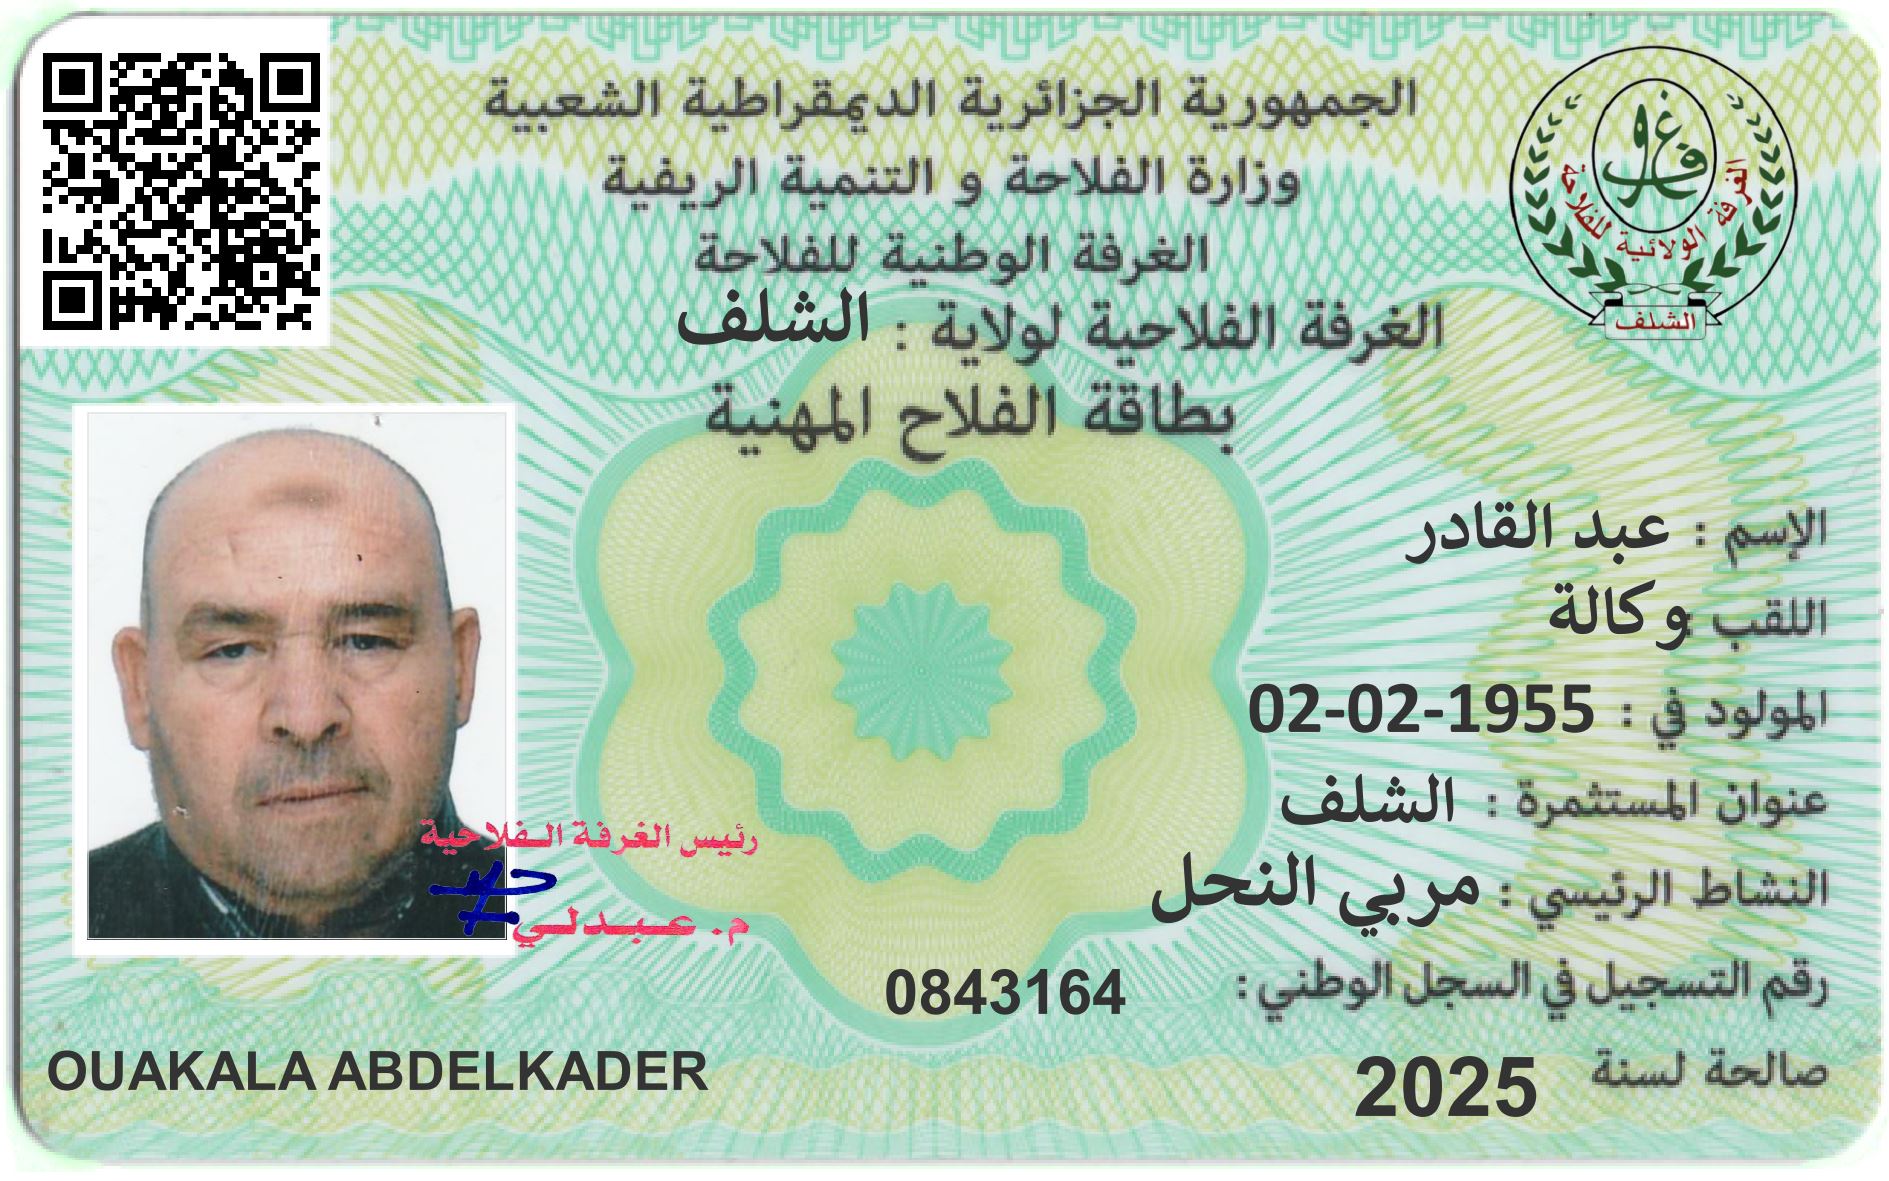 الجمهورية الجزائرية الديمقراطية الشعبية
وزارة الفلاحة و التنمية الريفية
الغرفة الوطنية للفلاحة
الغرفة الفلاحية لولاية : الشلف
بطاقة الفلاح المهنية
الغرفة الولائية للفلاحة
الشلف
الإسم : عبد القادر
اللقب : وكالة
المولود في : 02-02-1955
عنوان المستثمرة : الشلف
النشاط الرئيسي : مربي النحل
رقم التسجيل في السجل الوطني : 0843164
صالحة لسنة 2025
رئيس الغرفة الفلاحية
م. عبدلي
OUAKALA ABDELKADER